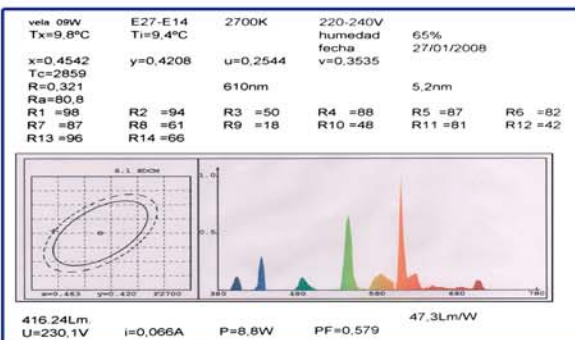 vela 09W E27-E14 2700K 220-240V
Tx=9,8ºC Ti=9,4ºC humedad 65%
fecha 27/01/2008
x=0,4542 y=0,4208 u=0,2544 v=0,3535
Tc=2859
R=0,321 610nm 5,2nm
Ra=80,8
R1 =98 R2 =94 R3 =50 R4 =88 R5 =87 R6 =82
R7 =87 R8 =61 R9 =18 R10 =48 R11 =81 R12 =42
R13 =96 R14 =66
1.0
0.5
x=0,463 y=0,420 F2700
380 480 580 680 780
416.24Lm. 47,3Lm/W
U=230,1V i=0,066A P=8,8W PF=0,579